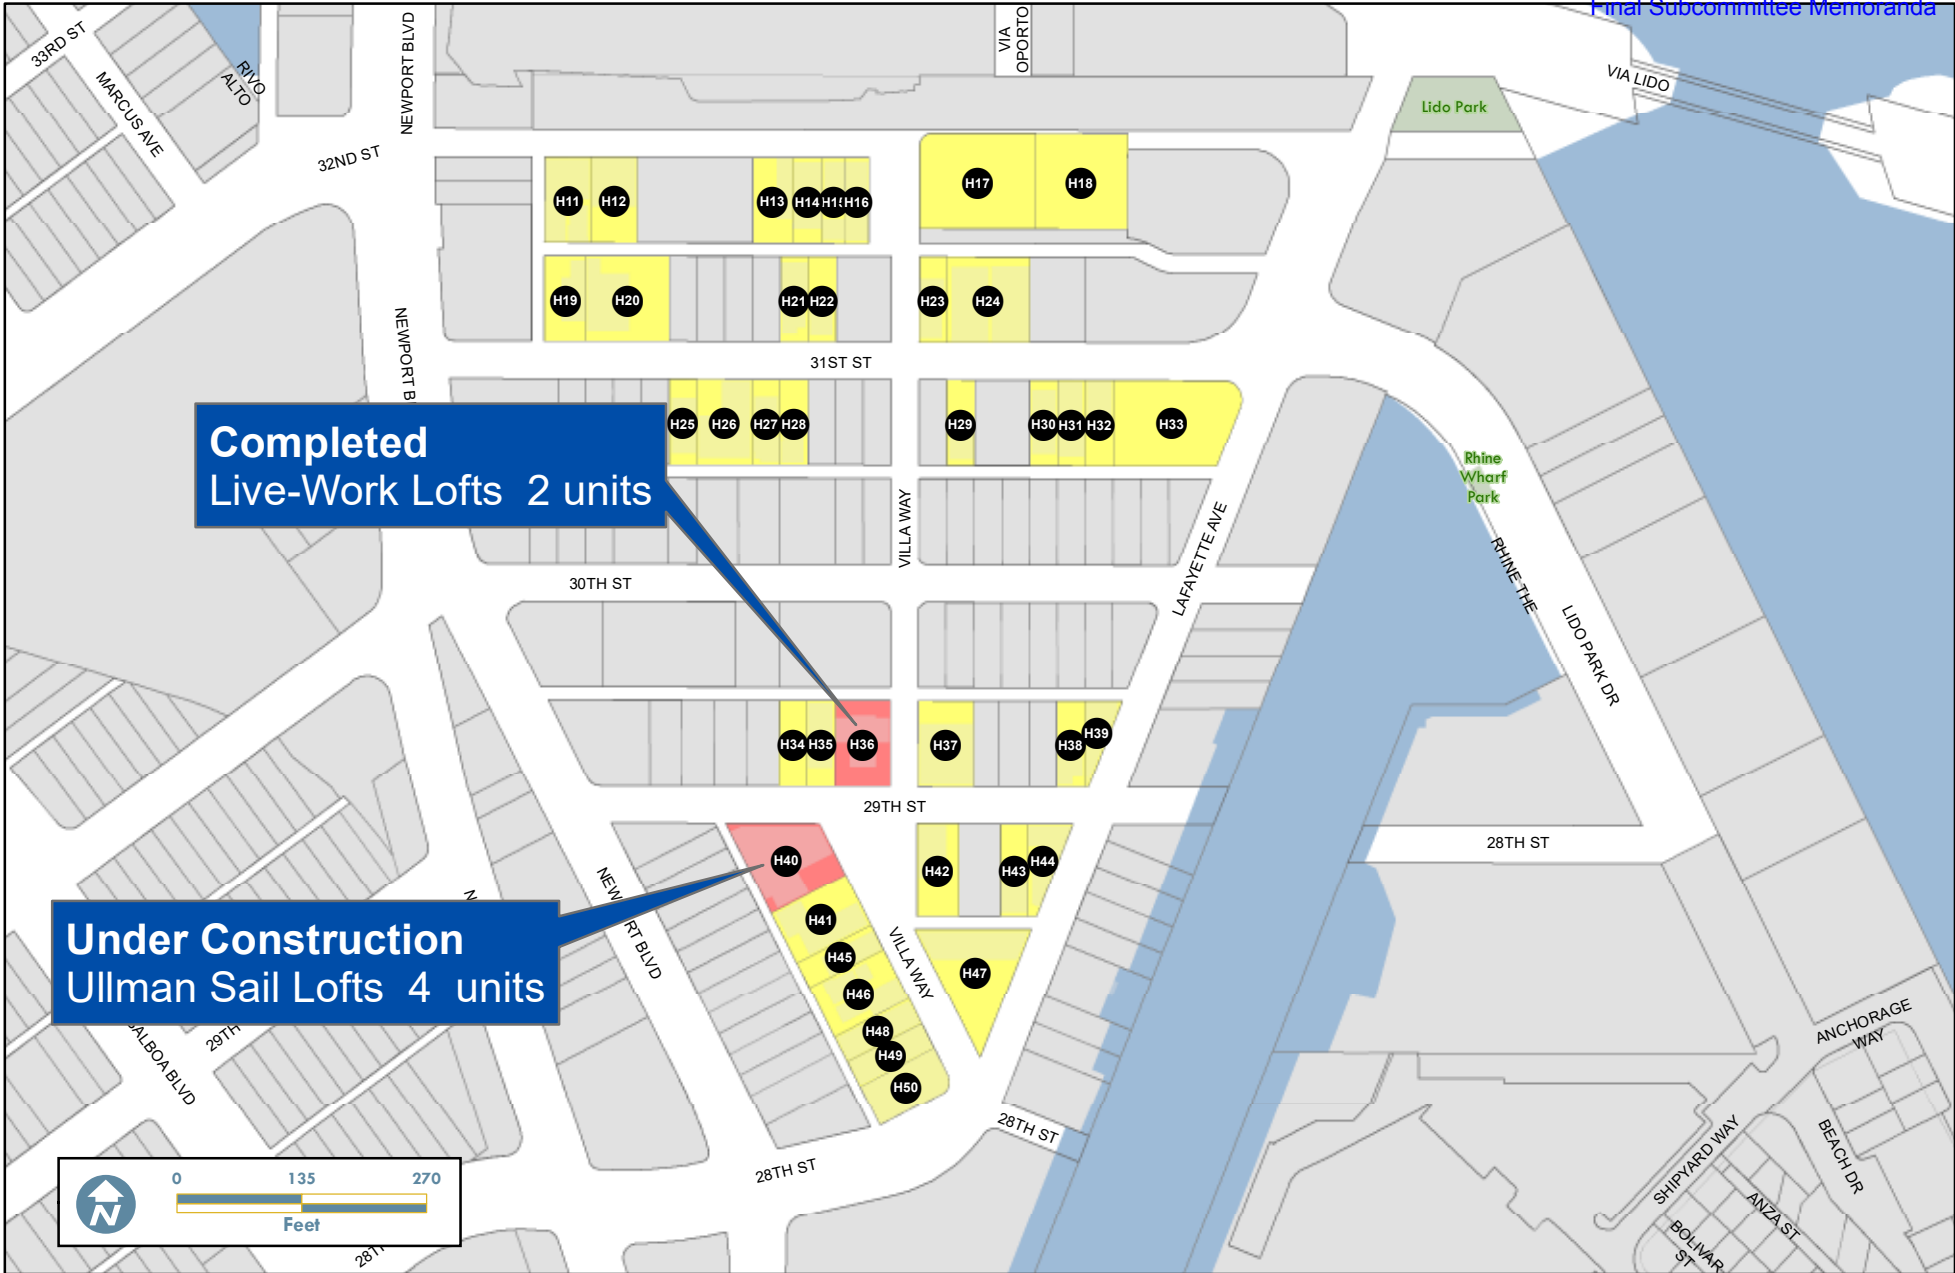 Final Subcommittee Memoranda
33RD ST
MARCUS AVE
RIVO
ALTO
NEWPORT BLVD
VIA
OPORTO
VIA LIDO
Lido Park
32ND ST
H11
H12
H13
H14
H16
H17
H18
H19
H20
H21
H22
H23
H24
NEWPORT B
31ST ST
H25
H26
H27
H28
H29
H30
H31
H32
H33
Completed
Live-Work Lofts 2 units
Rhine
Wharf
Park
VILLA WAY
LAFAYETTE AVE
RHINE THE
LIDO PARK DR
30TH ST
H34
H35
H36
H37
H38
H39
29TH ST
28TH ST
H40
H41
H42
H43
H44
H45
H46
H47
H48
H49
H50
Under Construction
Ullman Sail Lofts 4 units
VILLA WAY
29TH
28TH ST
28TH ST
ANCHORAGE
WAY
SHIPYARD WAY
BEACH DR
ANZA ST
BOLIVAR
ST
N
0 135 270
Feet